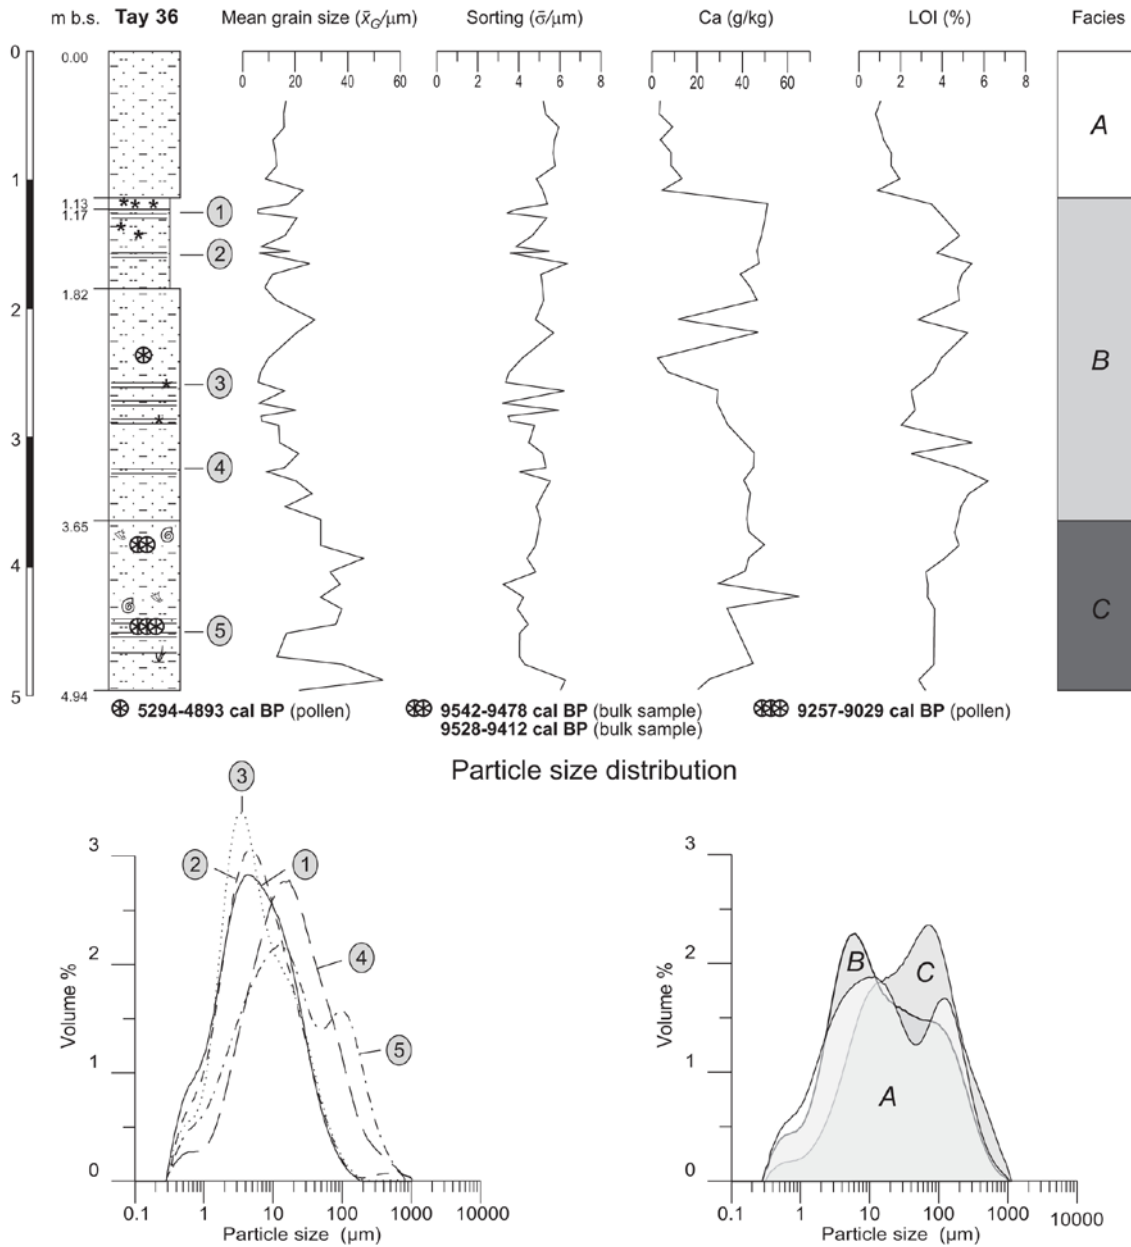 m b.s. Tay 36 Mean grain size (x̄G/μm) Sorting (σ̄/μm) Ca (g/kg) LOI (%) Facies
0 0.00 0 20 40 60 0 2 4 6 8 0 20 40 60 0 2 4 6 8
A
1
1.13
1.17 1
2
1.82
2
B
3
3
4
3.65
4
C
5
5 4.94
5294-4893 cal BP (pollen) 9542-9478 cal BP (bulk sample) 9257-9029 cal BP (pollen)
9528-9412 cal BP (bulk sample)
Particle size distribution
3
3 2 1 3
2 4 B C 2
Volume % Volume %
5
1 A 1
0 0
0.1 1 10 100 1000 10000 0.1 1 10 100 1000 10000
Particle size (μm) Particle size (μm)